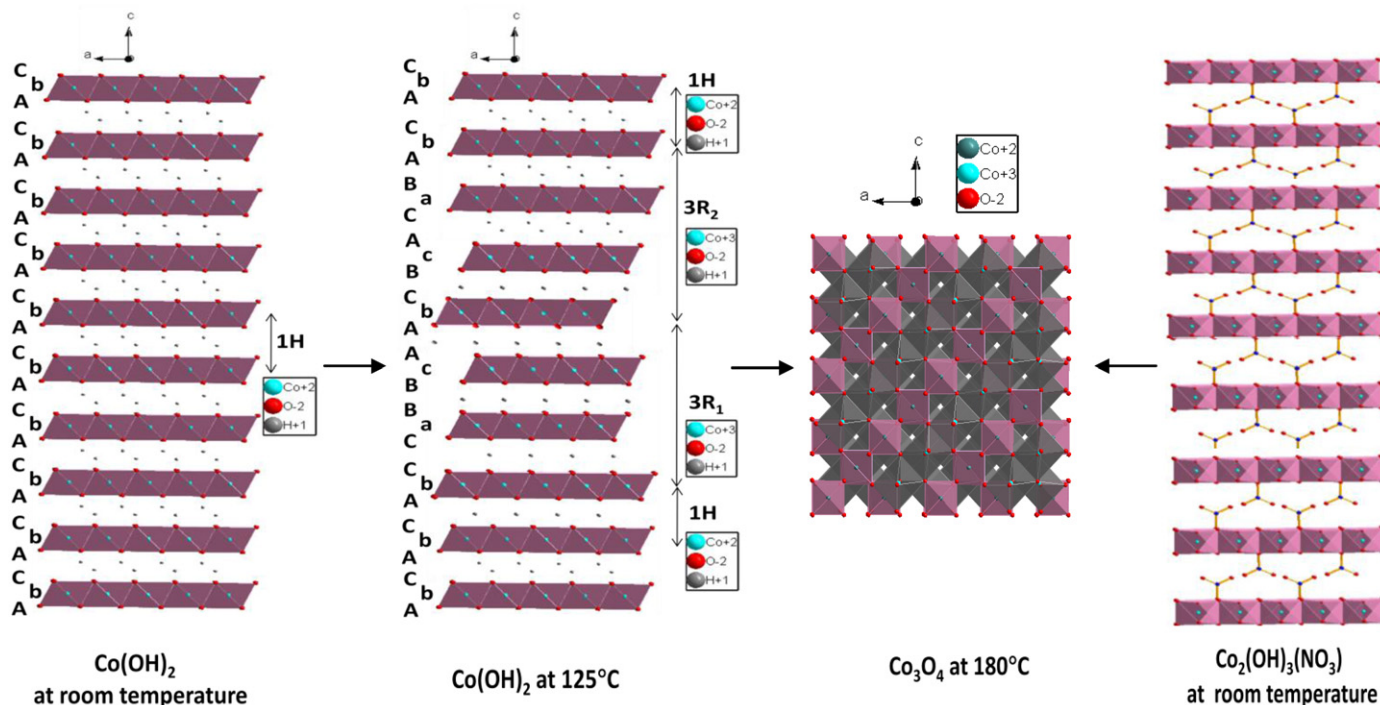 c
a
C
b
A
C
b
A
C
b
A
C
b
A
C
b
A
C
b
A
C
b
A
C
b
A
C
b
A
C
b
A
1H
Co+2
O-2
H+1
Co(OH)₂
at room temperature
c
a
C
b
A
C
b
A
B
a
C
A
c
B
C
b
A
A
c
B
B
a
C
C
b
A
C
b
A
C
b
A
1H
Co+2
O-2
H+1
3R₂
Co+3
O-2
H+1
3R₁
Co+3
O-2
H+1
1H
Co+2
O-2
H+1
Co(OH)₂ at 125°C
c
a
Co+2
Co+3
O-2
Co₃O₄ at 180°C
Co₂(OH)₃(NO₃)
at room temperature